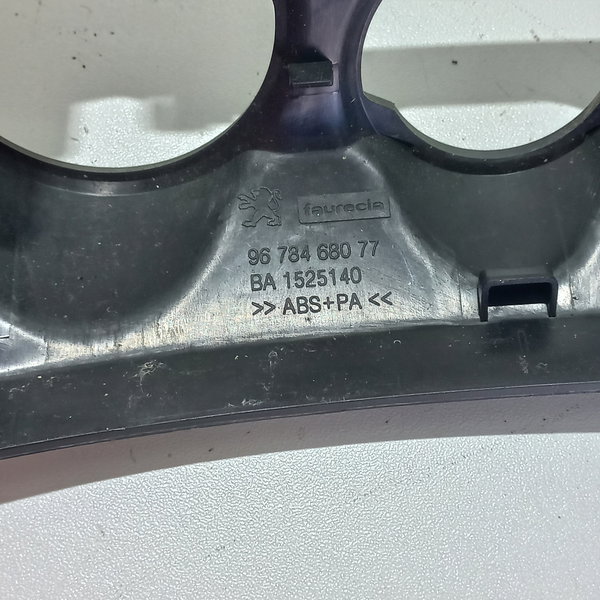 faurecia
96 784 680 77
BA 1525140
>> ABS+PA <<